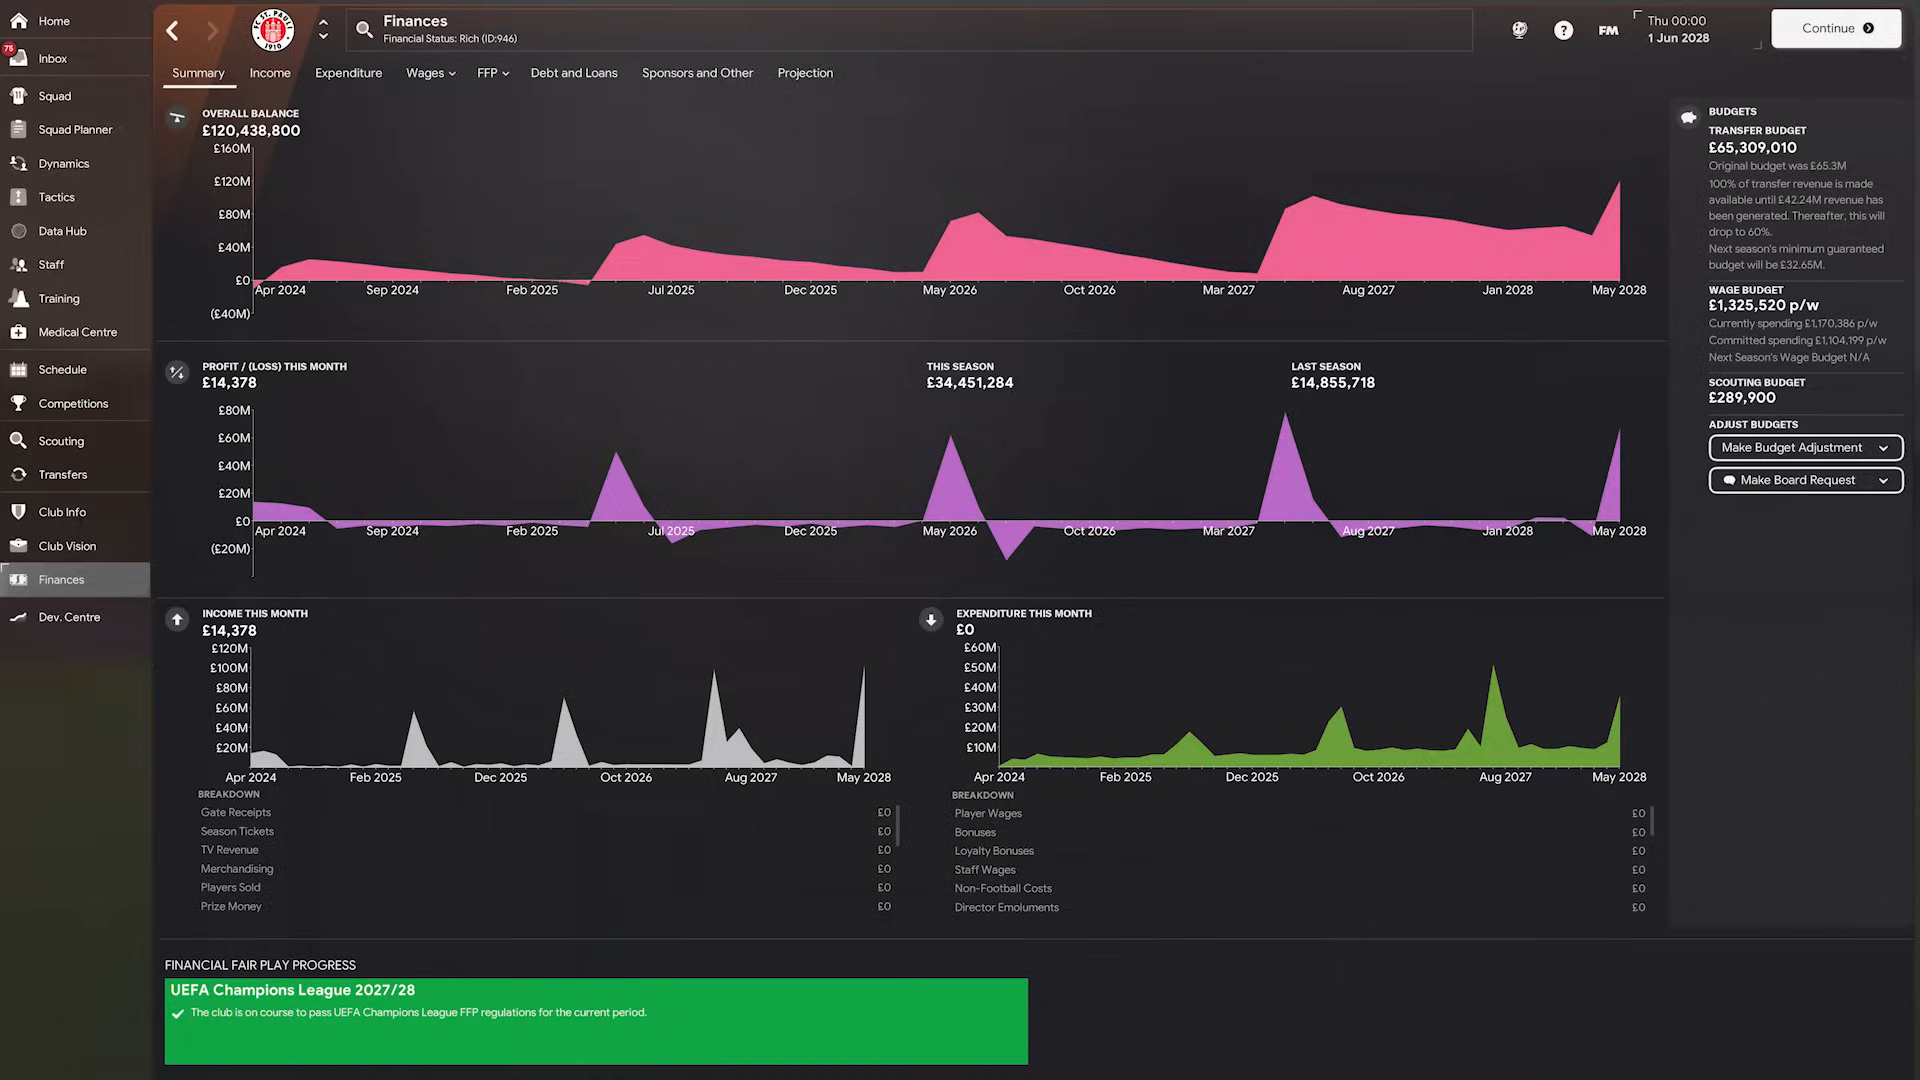 Home
75
Inbox
Squad
Squad Planner
Dynamics
Tactics
Data Hub
Staff
Training
Medical Centre
Schedule
Competitions
Scouting
Transfers
Club Info
Club Vision
Finances
Dev. Centre
FC ST. PAULI
1910
Finances
Financial Status: Rich (ID:946)
?
FM
Thu 00:00
1 Jun 2028
Continue
Summary
Income
Expenditure
Wages
FFP
Debt and Loans
Sponsors and Other
Projection
OVERALL BALANCE
£120,438,800
£160M
£120M
£80M
£40M
£0
(£40M)
Apr 2024
Sep 2024
Feb 2025
Jul 2025
Dec 2025
May 2026
Oct 2026
Mar 2027
Aug 2027
Jan 2028
May 2028
PROFIT / (LOSS) THIS MONTH
£14,378
THIS SEASON
£34,451,284
LAST SEASON
£14,855,718
£80M
£60M
£40M
£20M
£0
(£20M)
Apr 2024
Sep 2024
Feb 2025
Jul 2025
Dec 2025
May 2026
Oct 2026
Mar 2027
Aug 2027
Jan 2028
May 2028
INCOME THIS MONTH
£14,378
£120M
£100M
£80M
£60M
£40M
£20M
Apr 2024
Feb 2025
Dec 2025
Oct 2026
Aug 2027
May 2028
BREAKDOWN
Gate Receipts £0
Season Tickets £0
TV Revenue £0
Merchandising £0
Players Sold £0
Prize Money £0
EXPENDITURE THIS MONTH
£0
£60M
£50M
£40M
£30M
£20M
£10M
Apr 2024
Feb 2025
Dec 2025
Oct 2026
Aug 2027
May 2028
BREAKDOWN
Player Wages £0
Bonuses £0
Loyalty Bonuses £0
Staff Wages £0
Non-Football Costs £0
Director Emoluments £0
BUDGETS
TRANSFER BUDGET
£65,309,010
Original budget was £65.3M
100% of transfer revenue is made
available until £42.24M revenue has
been generated. Thereafter, this will
drop to 60%.
Next season's minimum guaranteed
budget will be £32.65M.
WAGE BUDGET
£1,325,520 p/w
Currently spending £1,170,386 p/w
Committed spending £1,104,199 p/w
Next Season's Wage Budget N/A
SCOUTING BUDGET
£289,900
ADJUST BUDGETS
Make Budget Adjustment
Make Board Request
FINANCIAL FAIR PLAY PROGRESS
UEFA Champions League 2027/28
The club is on course to pass UEFA Champions League FFP regulations for the current period.